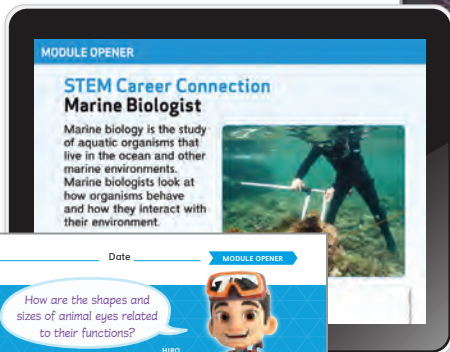 MODULE OPENER
STEM Career Connection
Marine Biologist
Marine biology is the study
of aquatic organisms that
live in the ocean and other
marine environments.
Marine biologists look at
how organisms behave
and how they interact with
their environment.
Date
MODULE OPENER
How are the shapes and
sizes of animal eyes related
to their functions?
HIRO